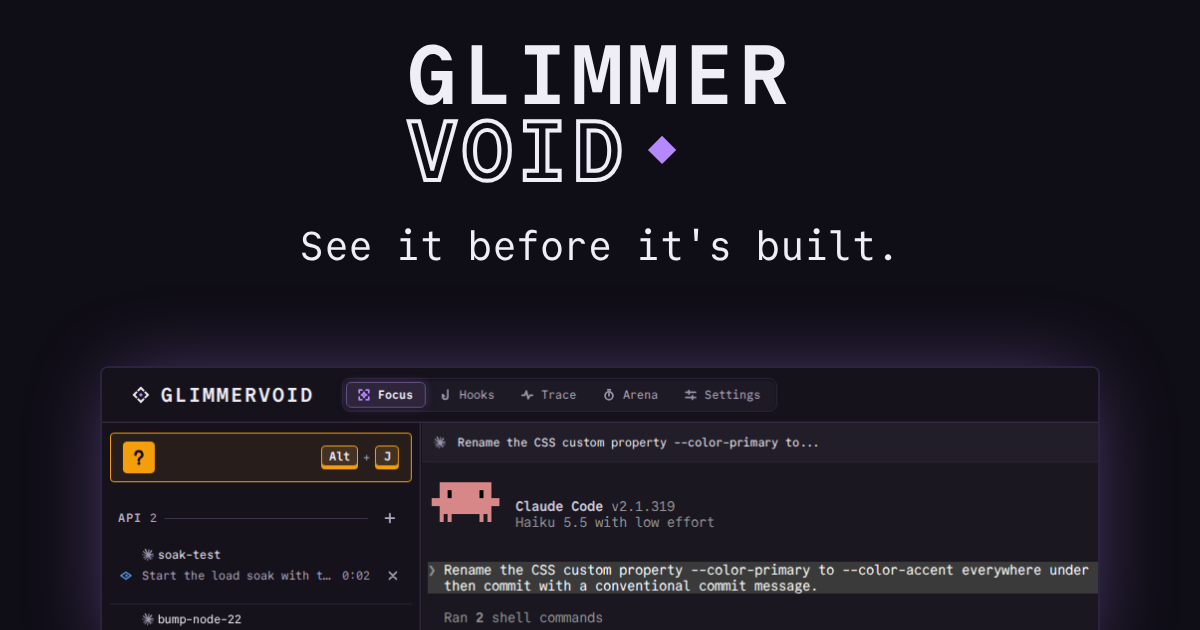 GLIMMER
VOID
See it before it's built.
GLIMMERVOID
Focus
Hooks
Trace
Arena
Settings
?
Alt + J
API 2
soak-test
Start the load soak with t… 0:02
bump-node-22
Rename the CSS custom property --color-primary to...
Claude Code v2.1.319
Haiku 5.5 with low effort
❯ Rename the CSS custom property --color-primary to --color-accent everywhere under
then commit with a conventional commit message.
Ran 2 shell commands